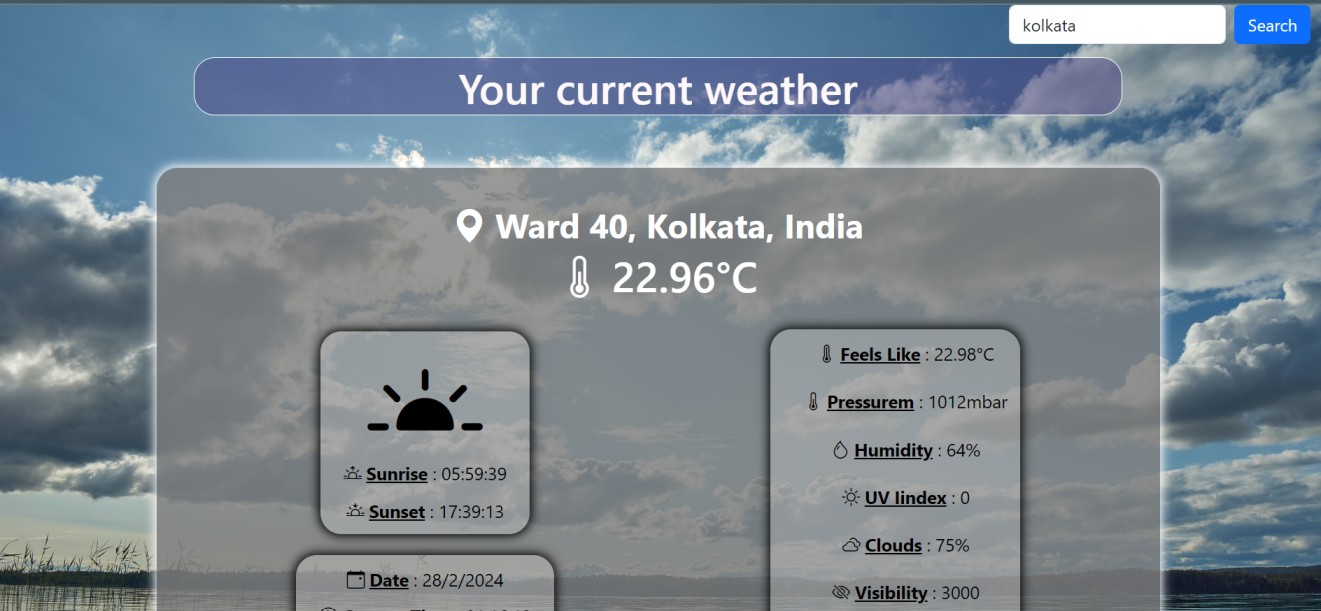 kolkata
Search
Your current weather
Ward 40, Kolkata, India
22.96°C
Sunrise : 05:59:39
Sunset : 17:39:13
Date : 28/2/2024
Feels Like : 22.98°C
Pressurem : 1012mbar
Humidity : 64%
UV Iindex : 0
Clouds : 75%
Visibility : 3000